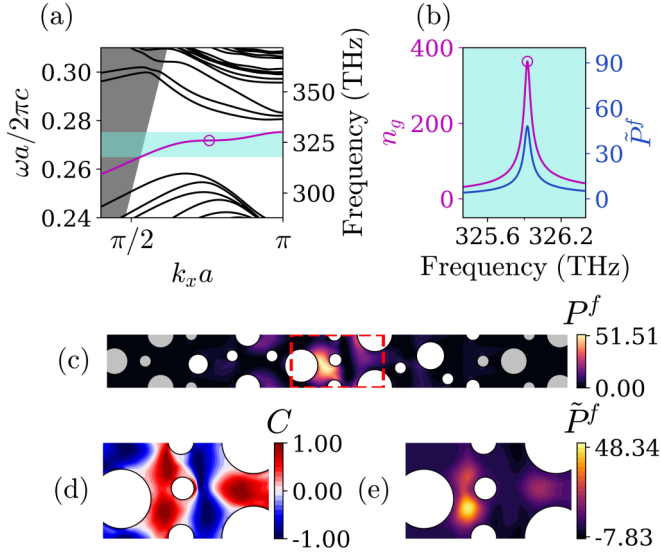 (a)
ωa/2πc
0.30
0.28
0.26
0.24
π/2
π
kₓa
350
325
300
Frequency (THz)
(b)
n_g
400
200
0
325.6
326.2
Frequency (THz)
90
60
30
0
P̃ᶠ
(c)
Pᶠ
51.51
0.00
(d)
C
1.00
0.00
-1.00
(e)
P̃ᶠ
48.34
-7.83